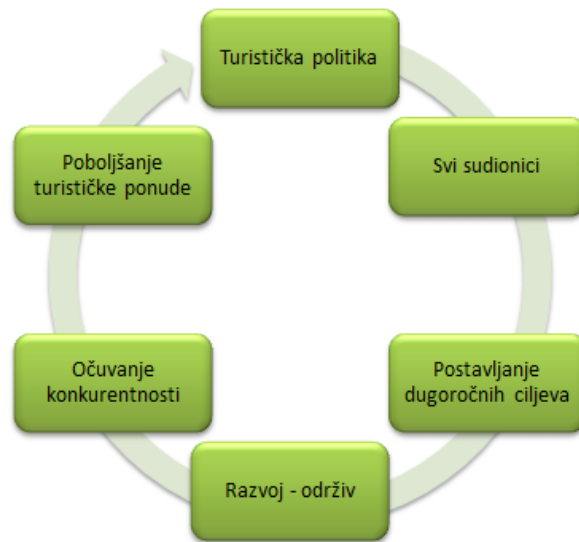 Turistička politika
Svi sudionici
Postavljanje
dugoročnih ciljeva
Razvoj - održiv
Očuvanje
konkurentnosti
Poboljšanje
turističke ponude